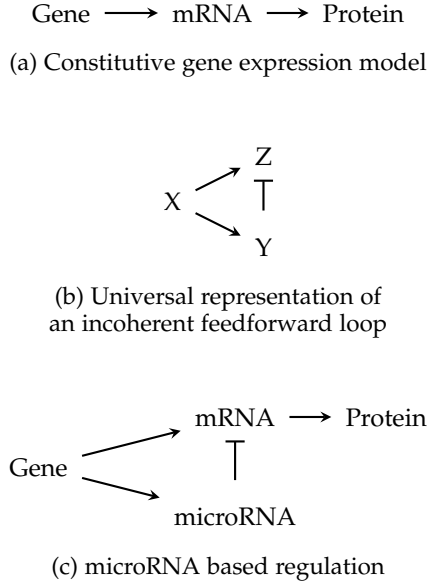 Gene mRNA Protein
(a) Constitutive gene expression model
Z
X
Y
(b) Universal representation of
an incoherent feedforward loop
mRNA Protein
Gene
microRNA
(c) microRNA based regulation